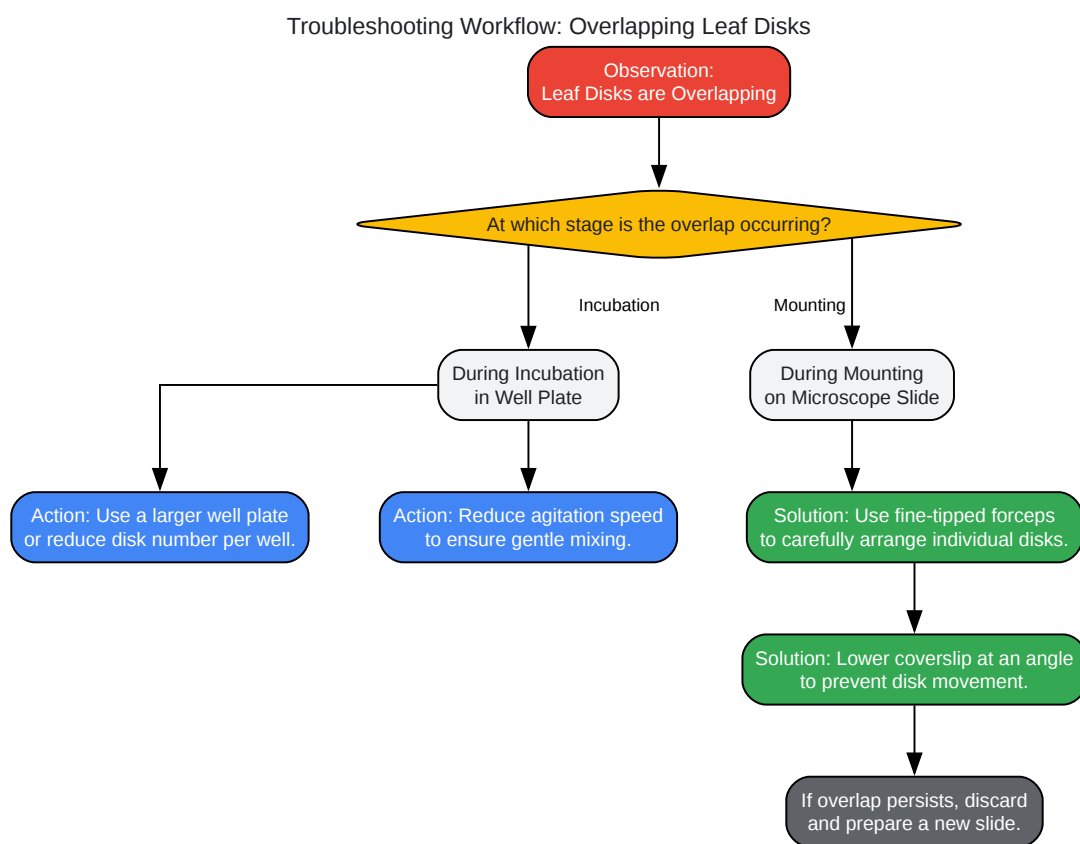 Troubleshooting Workflow: Overlapping Leaf Disks
Observation:
Leaf Disks are Overlapping
At which stage is the overlap occurring?
Incubation
Mounting
During Incubation
in Well Plate
During Mounting
on Microscope Slide
Action: Use a larger well plate
or reduce disk number per well.
Action: Reduce agitation speed
to ensure gentle mixing.
Solution: Use fine-tipped forceps
to carefully arrange individual disks.
Solution: Lower coverslip at an angle
to prevent disk movement.
If overlap persists, discard
and prepare a new slide.